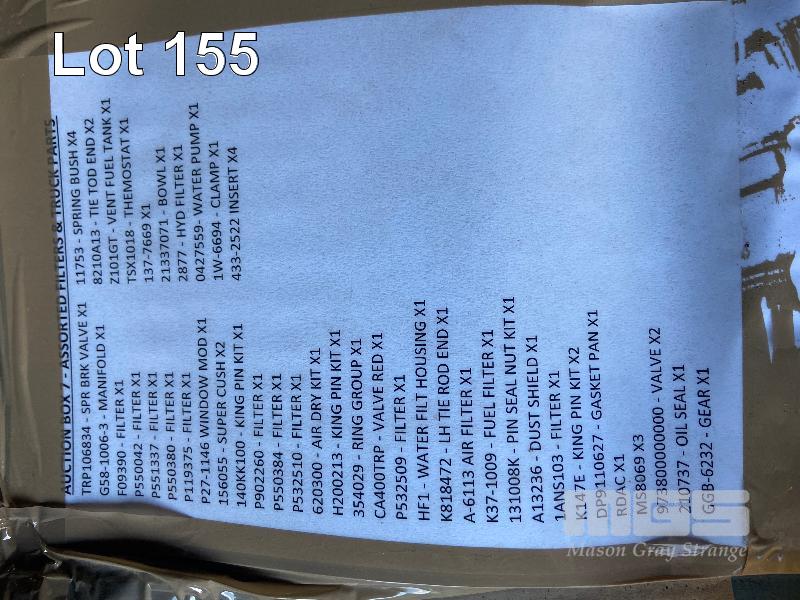 Lot 155
AUCTION BOX 7 - ASSORTED FILTERS & TRUCK PARTS
TRP106834 - SPR BRK VALVE X1
G58-1006-3 - MANIFOLD X1
F09390 - FILTER X1
P550042 - FILTER X1
P551337 - FILTER X1
P550380 - FILTER X1
P119375 - FILTER X1
P27-1146 WINDOW MOD X1
156055 - SUPER CUSH X2
140KK100 - KING PIN KIT X1
P902260 - FILTER X1
P550384 - FILTER X1
P532510 - FILTER X1
620300 - AIR DRY KIT X1
H200213 - KING PIN KIT X1
354029 - RING GROUP X1
CA400TRP - VALVE RED X1
P532509 - FILTER X1
HF1 - WATER FILT HOUSING X1
K818472 - LH TIE ROD END X1
A-6113 AIR FILTER X1
K37-1009 - FUEL FILTER X1
131008K - PIN SEAL NUT KIT X1
A13236 - DUST SHIELD X1
1ANS103 - FILTER X1
K147E - KING PIN KIT X2
DP9110627 - GASKET PAN X1
RDAC X1
MS8069 X3
973800000000 - VALVE X2
210737 - OIL SEAL X1
GGB-6232 - GEAR X1
11753 - SPRING BUSH X4
8210A13 - TIE TOD END X2
Z101GT - VENT FUEL TANK X1
TSX1018 - THEMOSTAT X1
137-7669 X1
21337071 - BOWL X1
2877 - HYD FILTER X1
0427559- WATER PUMP X1
1W-6694 - CLAMP X1
433-2522 INSERT X4
MGS
Mason Gray Strange